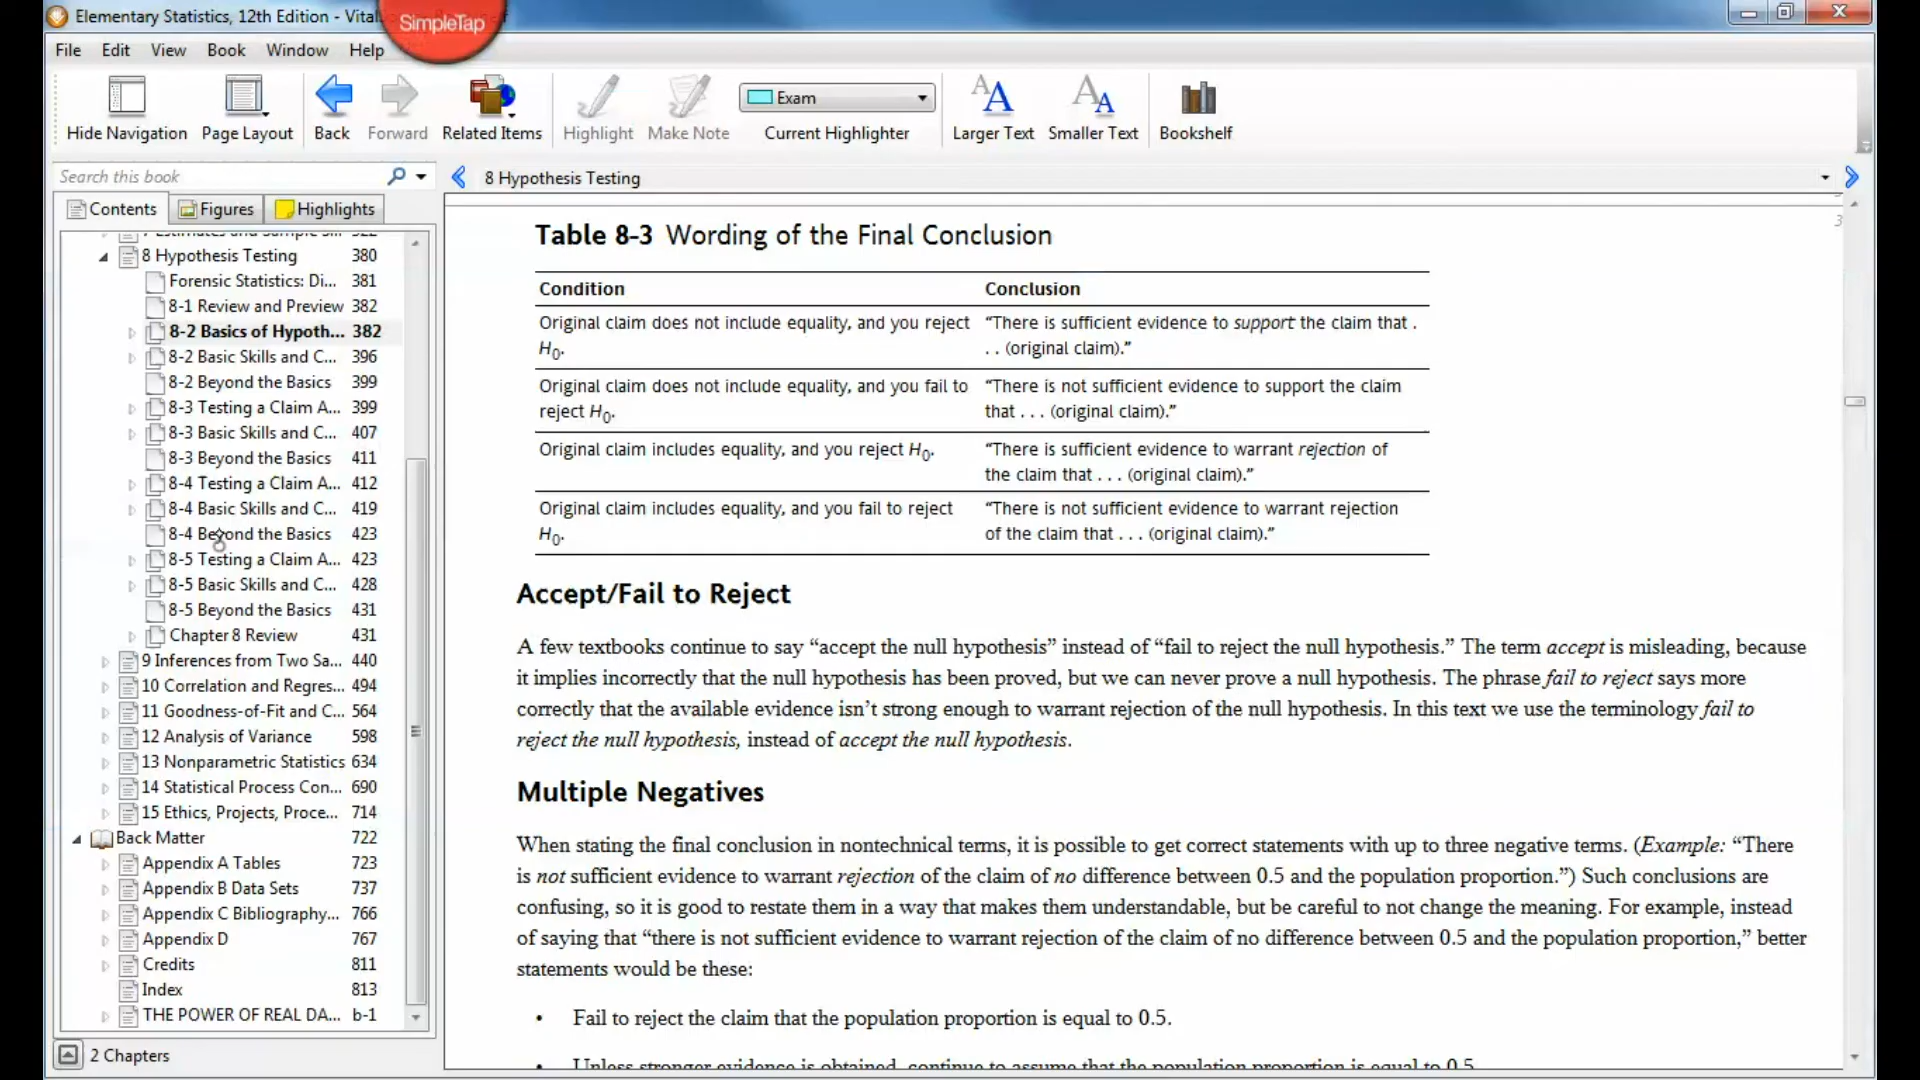 Elementary Statistics, 12th Edition - Vital
SimpleTap
File Edit View Book Window Help
Hide Navigation Page Layout Back Forward Related Items Highlight Make Note Exam Current Highlighter Larger Text Smaller Text Bookshelf
Search this book
8 Hypothesis Testing
Contents Figures Highlights
7 Estimates and Sample Si... 322
8 Hypothesis Testing 380
Forensic Statistics: Di... 381
8-1 Review and Preview 382
8-2 Basics of Hypoth... 382
8-2 Basic Skills and C... 396
8-2 Beyond the Basics 399
8-3 Testing a Claim A... 399
8-3 Basic Skills and C... 407
8-3 Beyond the Basics 411
8-4 Testing a Claim A... 412
8-4 Basic Skills and C... 419
8-4 Beyond the Basics 423
8-5 Testing a Claim A... 423
8-5 Basic Skills and C... 428
8-5 Beyond the Basics 431
Chapter 8 Review 431
9 Inferences from Two Sa... 440
10 Correlation and Regres... 494
11 Goodness-of-Fit and C... 564
12 Analysis of Variance 598
13 Nonparametric Statistics 634
14 Statistical Process Con... 690
15 Ethics, Projects, Proce... 714
Back Matter 722
Appendix A Tables 723
Appendix B Data Sets 737
Appendix C Bibliography... 766
Appendix D 767
Credits 811
Index 813
THE POWER OF REAL DA... b-1
2 Chapters
3
Table 8-3 Wording of the Final Conclusion
Condition Conclusion
Original claim does not include equality, and you reject “There is sufficient evidence to support the claim that .
H0. . . (original claim).”
Original claim does not include equality, and you fail to “There is not sufficient evidence to support the claim
reject H0. that . . . (original claim).”
Original claim includes equality, and you reject H0. “There is sufficient evidence to warrant rejection of
the claim that . . . (original claim).”
Original claim includes equality, and you fail to reject “There is not sufficient evidence to warrant rejection
H0. of the claim that . . . (original claim).”
Accept/Fail to Reject
A few textbooks continue to say “accept the null hypothesis” instead of “fail to reject the null hypothesis.” The term accept is misleading, because
it implies incorrectly that the null hypothesis has been proved, but we can never prove a null hypothesis. The phrase fail to reject says more
correctly that the available evidence isn’t strong enough to warrant rejection of the null hypothesis. In this text we use the terminology fail to
reject the null hypothesis, instead of accept the null hypothesis.
Multiple Negatives
When stating the final conclusion in nontechnical terms, it is possible to get correct statements with up to three negative terms. (Example: “There
is not sufficient evidence to warrant rejection of the claim of no difference between 0.5 and the population proportion.”) Such conclusions are
confusing, so it is good to restate them in a way that makes them understandable, but be careful to not change the meaning. For example, instead
of saying that “there is not sufficient evidence to warrant rejection of the claim of no difference between 0.5 and the population proportion,” better
statements would be these:
• Fail to reject the claim that the population proportion is equal to 0.5.
• Unless stronger evidence is obtained, continue to assume that the population proportion is equal to 0.5.